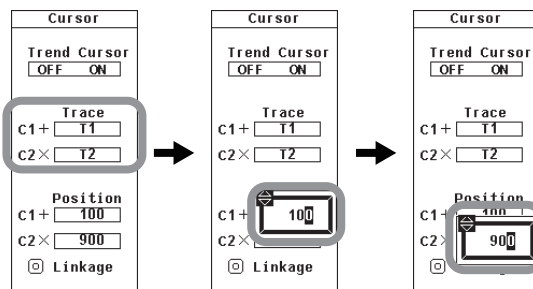 Cursor
Trend Cursor
OFF ON
Trace
C1+ T1
C2× T2
Position
C1+ 100
C2× 900
Linkage
Cursor
Trend Cursor
OFF ON
Trace
C1+ T1
C2× T2
C1+ 100
C2×
Linkage
Cursor
Trend Cursor
OFF ON
Trace
C1+ T1
C2× T2
Position
C1+ 100
C2× 900